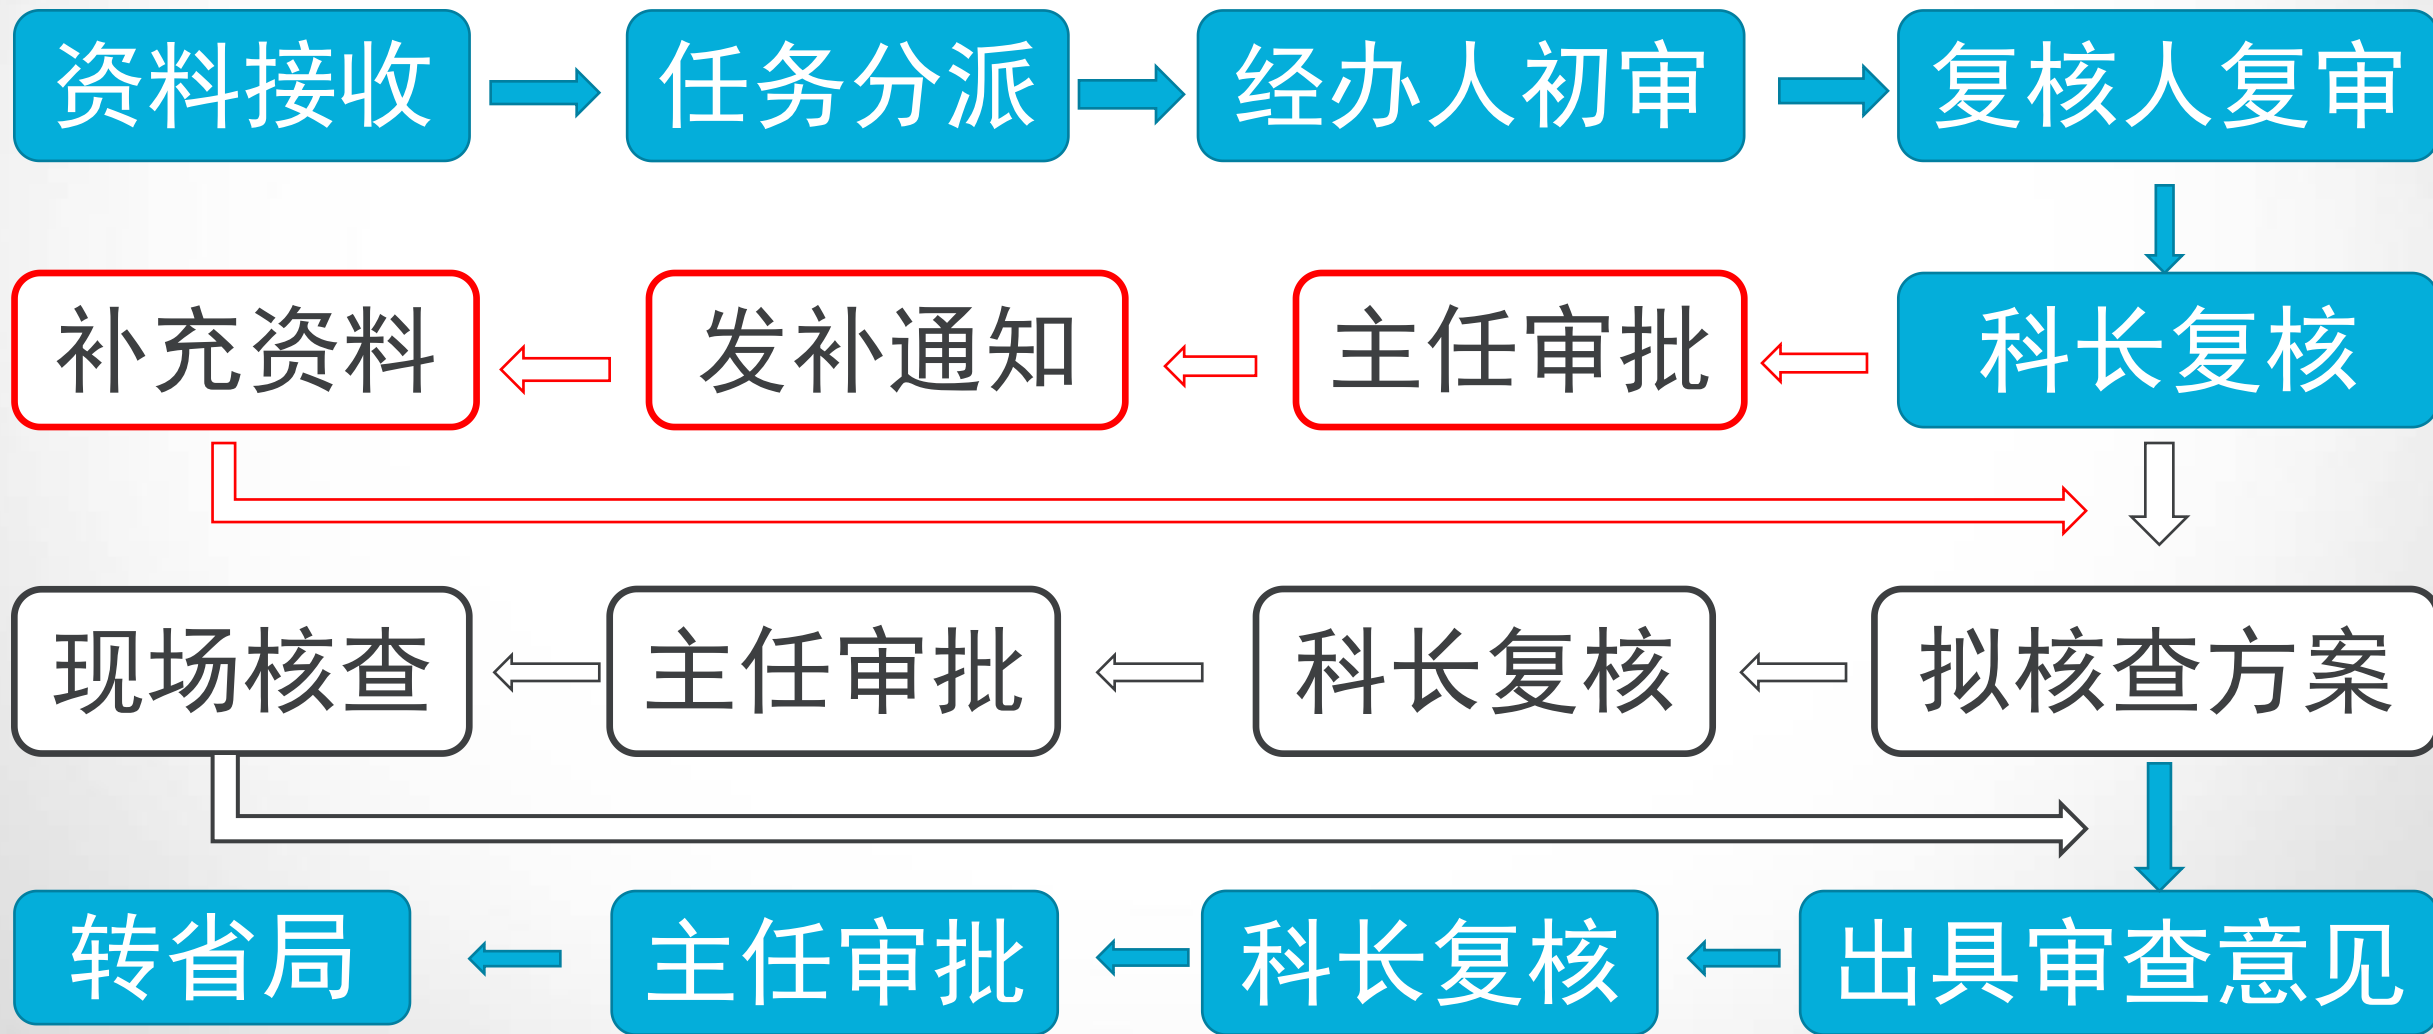 资料接收
任务分派
经办人初审
复核人复审
补充资料
发补通知
主任审批
科长复核
现场核查
主任审批
科长复核
拟核查方案
转省局
主任审批
科长复核
出具审查意见